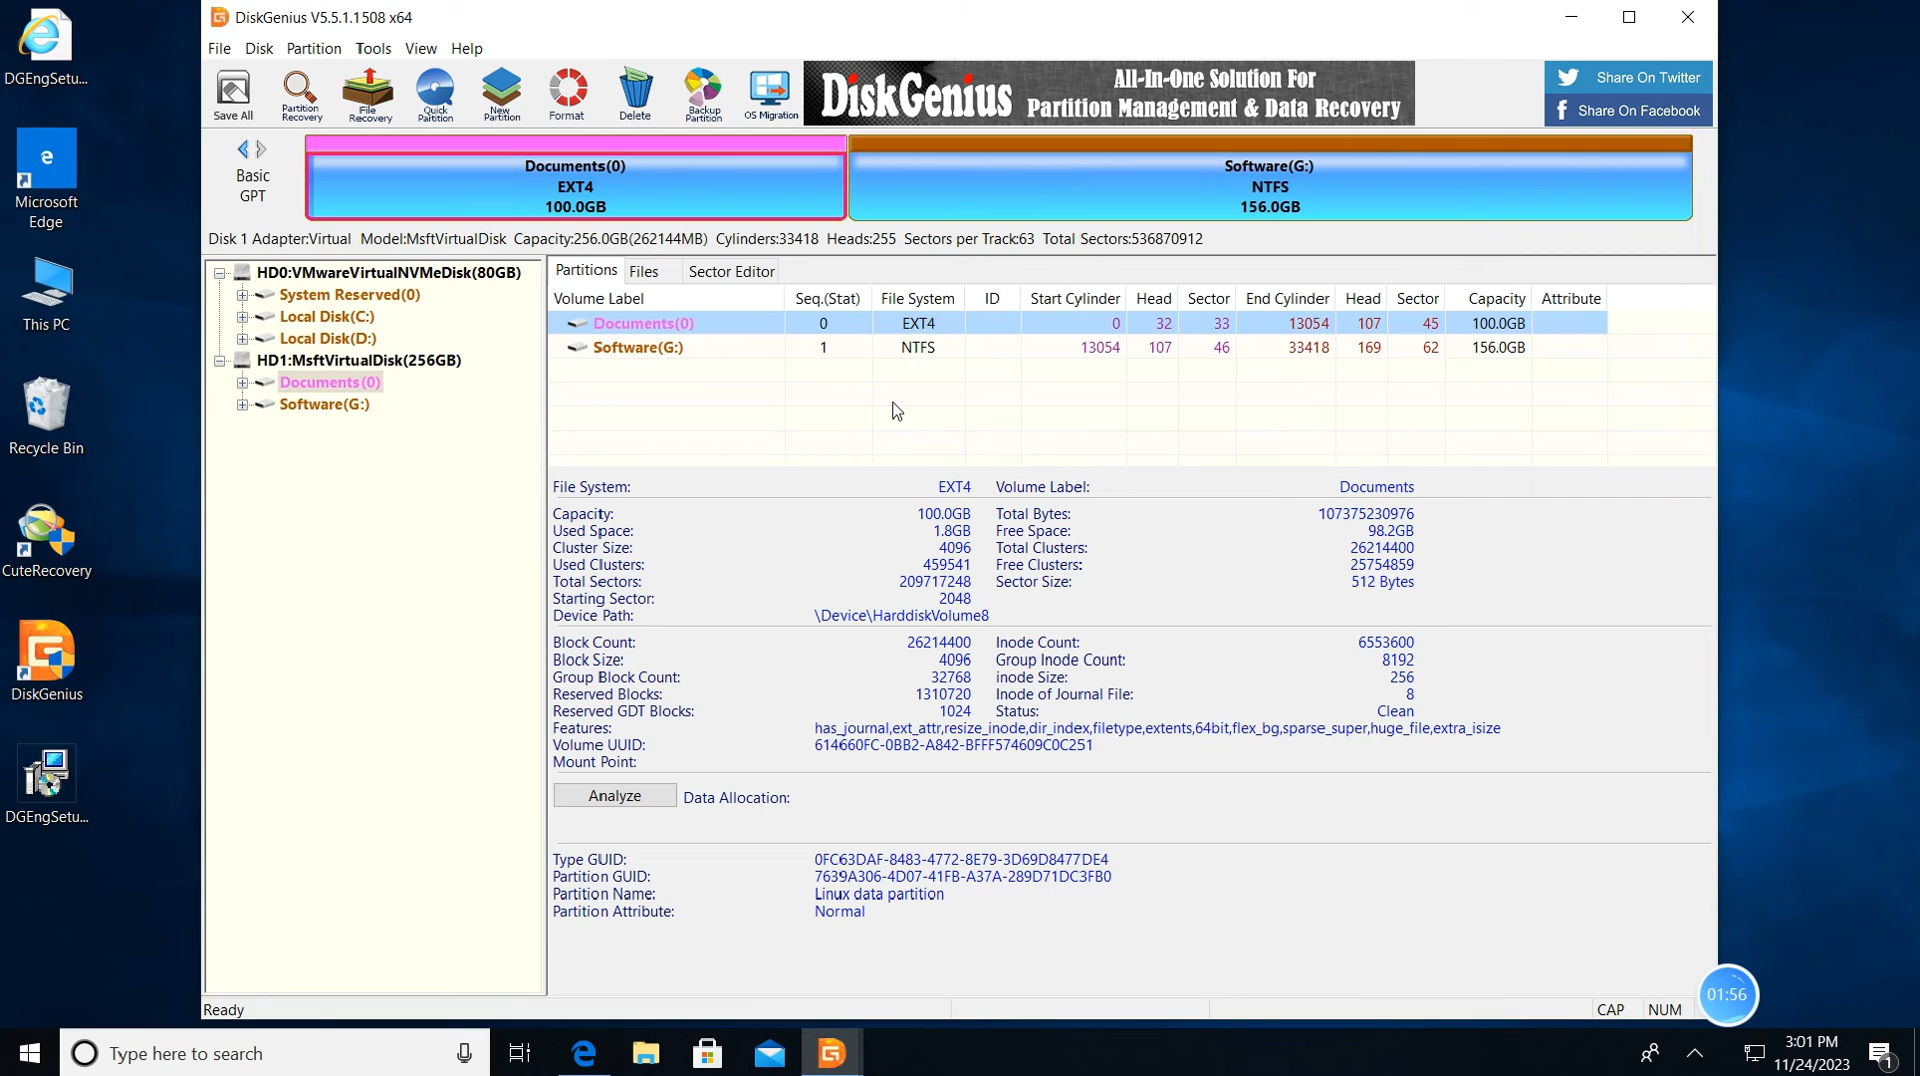 DGEngSetu...
Microsoft
Edge
This PC
Recycle Bin
CuteRecovery
DiskGenius
DGEngSetu...
DiskGenius V5.5.1.1508 x64
File Disk Partition Tools View Help
Save All
Partition
Recovery
File
Recovery
Quick
Partition
New
Partition
Format
Delete
Backup
Partition
OS Migration
DiskGenius
All-In-One Solution For
Partition Management & Data Recovery
Share On Twitter
Share On Facebook
Basic
GPT
Documents(0)
EXT4
100.0GB
Software(G:)
NTFS
156.0GB
Disk 1 Adapter:Virtual Model:MsftVirtualDisk Capacity:256.0GB(262144MB) Cylinders:33418 Heads:255 Sectors per Track:63 Total Sectors:536870912
HD0:VMwareVirtualNVMeDisk(80GB)
System Reserved(0)
Local Disk(C:)
Local Disk(D:)
HD1:MsftVirtualDisk(256GB)
Documents(0)
Software(G:)
Partitions Files Sector Editor
Volume Label Seq.(Stat) File System ID Start Cylinder Head Sector End Cylinder Head Sector Capacity Attribute
Documents(0) 0 EXT4 0 32 33 13054 107 45 100.0GB
Software(G:) 1 NTFS 13054 107 46 33418 169 62 156.0GB
File System: EXT4 Volume Label: Documents
Capacity: 100.0GB Total Bytes: 107375230976
Used Space: 1.8GB Free Space: 98.2GB
Cluster Size: 4096 Total Clusters: 26214400
Used Clusters: 459541 Free Clusters: 25754859
Total Sectors: 209717248 Sector Size: 512 Bytes
Starting Sector: 2048
Device Path: \Device\HarddiskVolume8
Block Count: 26214400 Inode Count: 6553600
Block Size: 4096 Group Inode Count: 8192
Group Block Count: 32768 inode Size: 256
Reserved Blocks: 1310720 Inode of Journal File: 8
Reserved GDT Blocks: 1024 Status: Clean
Features: has_journal,ext_attr,resize_inode,dir_index,filetype,extents,64bit,flex_bg,sparse_super,huge_file,extra_isize
Volume UUID: 614660FC-0BB2-A842-BFFF574609C0C251
Mount Point:
Analyze Data Allocation:
Type GUID: 0FC63DAF-8483-4772-8E79-3D69D8477DE4
Partition GUID: 7639A306-4D07-41FB-A37A-289D71DC3FB0
Partition Name: Linux data partition
Partition Attribute: Normal
Ready CAP NUM
01:56
Type here to search
3:01 PM
11/24/2023
1